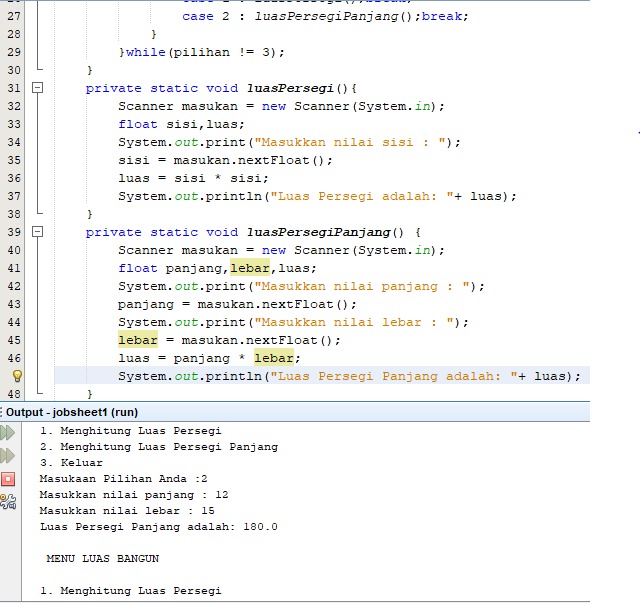 27 case 2 : luasPersegiPanjang();break;
28 }
29 }while(pilihan != 3);
30 }
31 private static void luasPersegi(){
32 Scanner masukan = new Scanner(System.in);
33 float sisi,luas;
34 System.out.print("Masukkan nilai sisi : ");
35 sisi = masukan.nextFloat();
36 luas = sisi * sisi;
37 System.out.println("Luas Persegi adalah: "+ luas);
38 }
39 private static void luasPersegiPanjang() {
40 Scanner masukan = new Scanner(System.in);
41 float panjang,lebar,luas;
42 System.out.print("Masukkan nilai panjang : ");
43 panjang = masukan.nextFloat();
44 System.out.print("Masukkan nilai lebar : ");
45 lebar = masukan.nextFloat();
46 luas = panjang * lebar;
System.out.println("Luas Persegi Panjang adalah: "+ luas);
48 }
Output - jobsheet1 (run)
1. Menghitung Luas Persegi
2. Menghitung Luas Persegi Panjang
3. Keluar
Masukaan Pilihan Anda :2
Masukkan nilai panjang : 12
Masukkan nilai lebar : 15
Luas Persegi Panjang adalah: 180.0
MENU LUAS BANGUN
1. Menghitung Luas Persegi